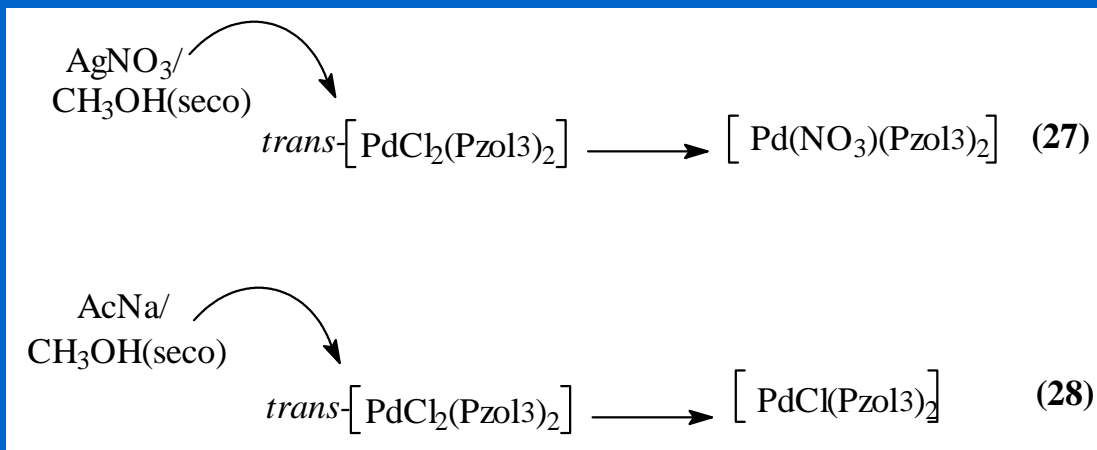 AgNO₃/
CH₃OH(seco)
trans-[PdCl₂(Pzol3)₂] ⟶ [Pd(NO₃)(Pzol3)₂] (27)
AcNa/
CH₃OH(seco)
trans-[PdCl₂(Pzol3)₂] ⟶ [PdCl(Pzol3)₂] (28)